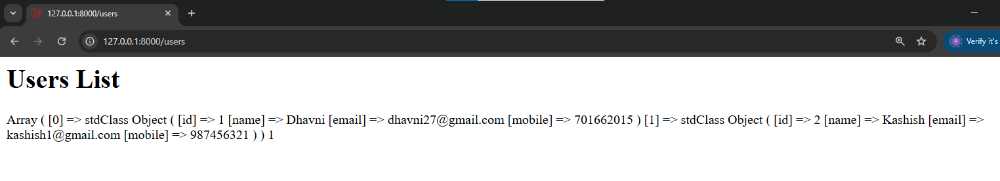 127.0.0.1:8000/users
127.0.0.1:8000/users
R Verify it's
Users List
Array ( [0] => stdClass Object ( [id] => 1 [name] => Dhavni [email] => dhavni27@gmail.com [mobile] => 701662015 ) [1] => stdClass Object ( [id] => 2 [name] => Kashish [email] =>
kashish1@gmail.com [mobile] => 987456321 ) ) 1